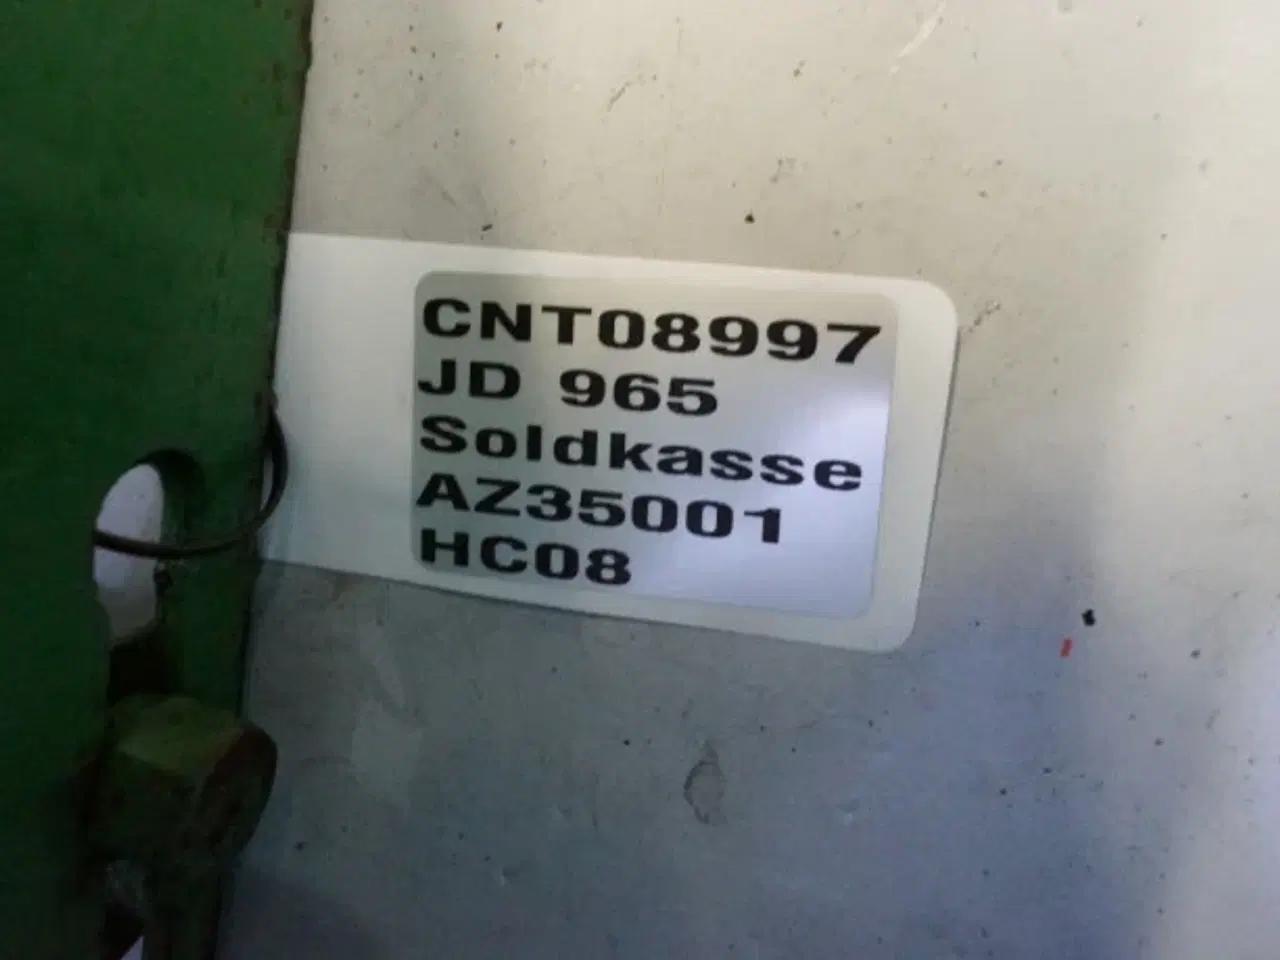 CNT08997
JD 965
Soldkasse
AZ35001
HC08